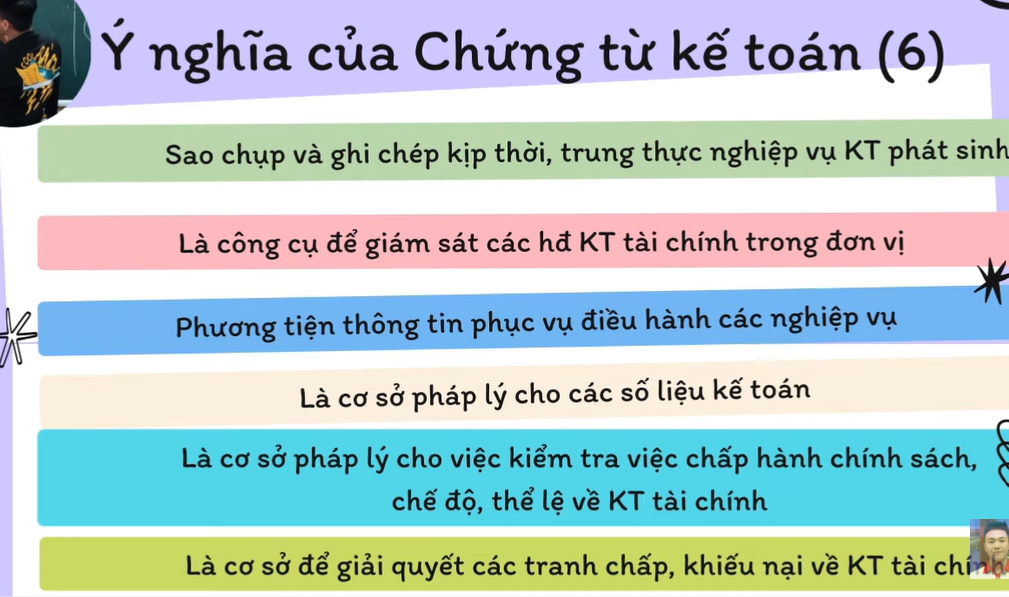 Ý nghĩa của Chứng từ kế toán (6)
Sao chụp và ghi chép kịp thời, trung thực nghiệp vụ KT phát sinh
Là công cụ để giám sát các hđ KT tài chính trong đơn vị
Phương tiện thông tin phục vụ điều hành các nghiệp vụ
Là cơ sở pháp lý cho các số liệu kế toán
Là cơ sở pháp lý cho việc kiểm tra việc chấp hành chính sách,
chế độ, thể lệ về KT tài chính
Là cơ sở để giải quyết các tranh chấp, khiếu nại về KT tài chính